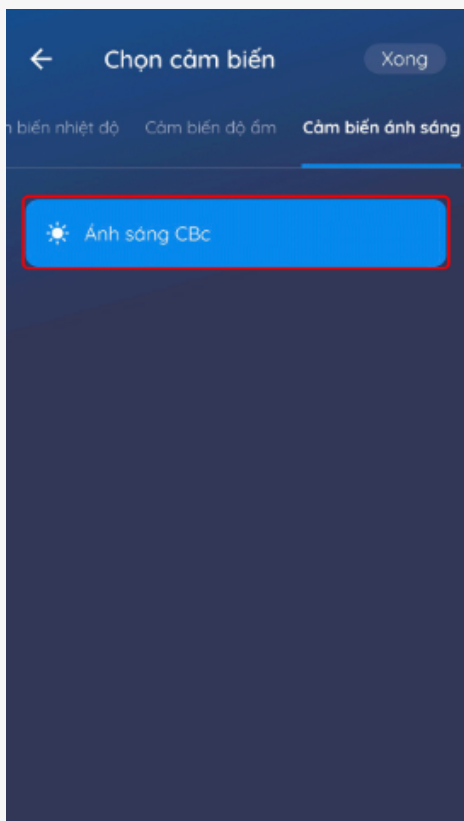 Chọn cảm biến Xong
biến nhiệt độ Cảm biến độ ẩm Cảm biến ánh sáng
Ánh sáng CBc